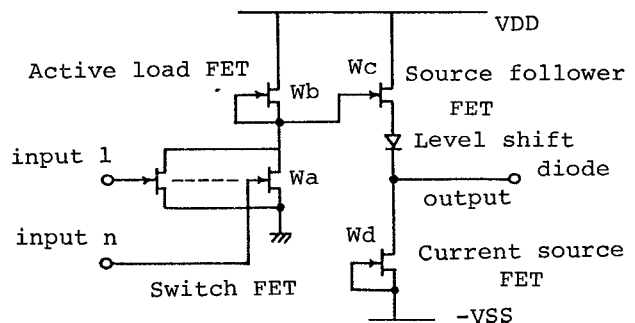 VDD
Active load FET
Wb
Wc
Source follower
FET
Level shift
diode
input 1
Wa
output
input n
Wd
Current source
FET
Switch FET
-VSS